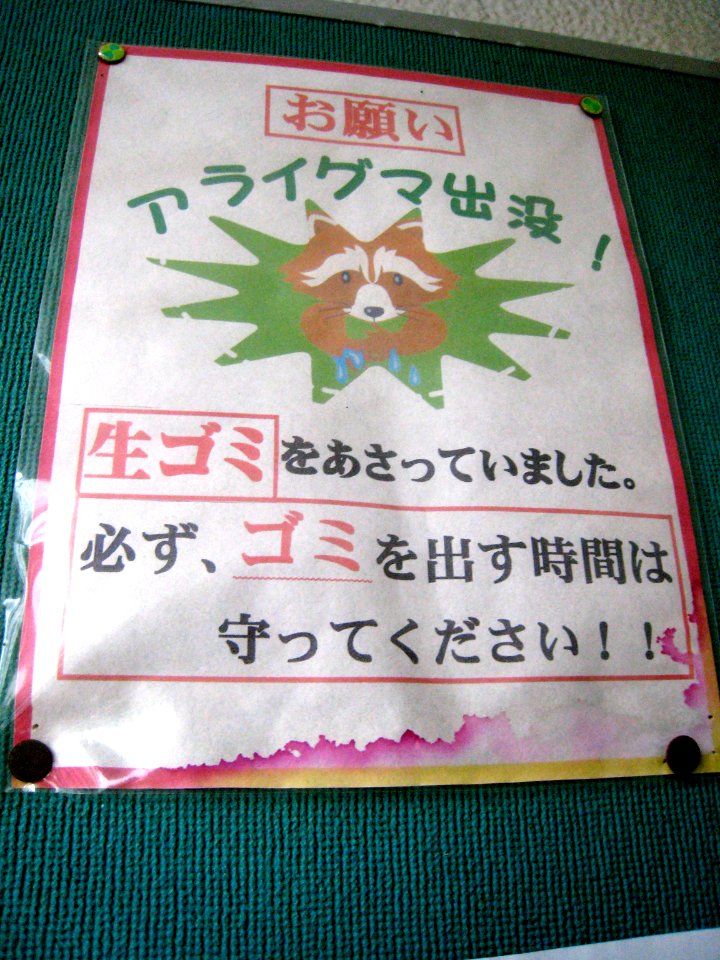 お願い
アライグマ出没!
生ゴミをあさっていました。
必ず、ゴミを出す時間は
守ってください!!